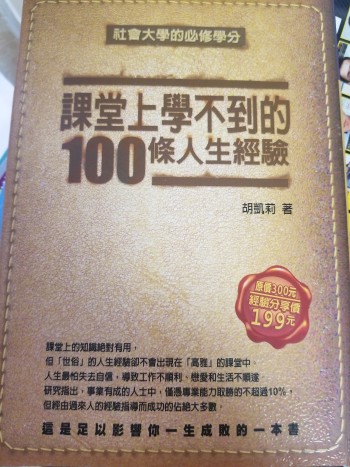 社會大學的必修學分
課堂上學不到的
100條人生經驗
胡凱莉 著
原價300元
經驗分享價
199元
課堂上的知識絕對有用，
但「世俗」的人生經驗卻不會出現在「高雅」的課堂中。
人生最怕失去自信，導致工作不順利、戀愛和生活不順遂。
研究指出，事業有成的人士中，僅憑專業能力取勝的不超過10%，
但經由過來人的經驗指導而成功的佔絕大多數。
這是足以影響你一生成敗的一本書